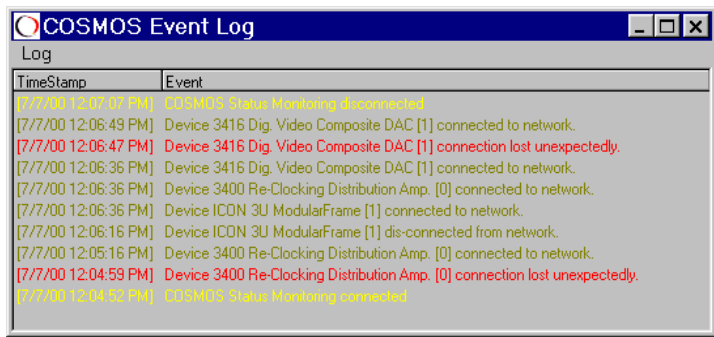 COSMOS Event Log
Log
TimeStamp Event
[7/7/00 12:07:07 PM] COSMOS Status Monitoring disconnected
[7/7/00 12:06:49 PM] Device 3416 Dig. Video Composite DAC [1] connected to network.
[7/7/00 12:06:47 PM] Device 3416 Dig. Video Composite DAC [1] connection lost unexpectedly.
[7/7/00 12:06:36 PM] Device 3416 Dig. Video Composite DAC [1] connected to network.
[7/7/00 12:06:36 PM] Device 3400 Re-Clocking Distribution Amp. [0] connected to network.
[7/7/00 12:06:36 PM] Device ICON 3U ModularFrame [1] connected to network.
[7/7/00 12:06:16 PM] Device ICON 3U ModularFrame [1] dis-connected from network.
[7/7/00 12:05:16 PM] Device 3400 Re-Clocking Distribution Amp. [0] connected to network.
[7/7/00 12:04:59 PM] Device 3400 Re-Clocking Distribution Amp. [0] connection lost unexpectedly.
[7/7/00 12:04:52 PM] COSMOS Status Monitoring connected